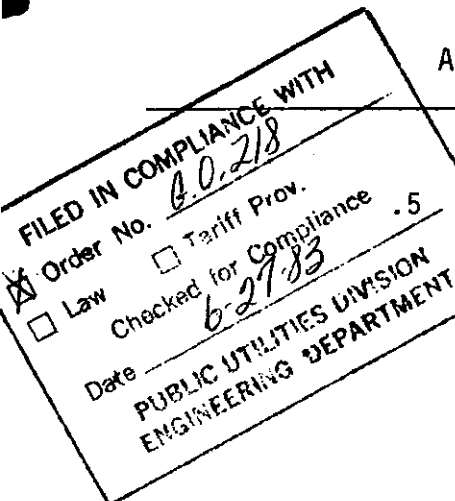 A
FILED IN COMPLIANCE WITH
☒ Order No. G.O. 218
☐ Law ☐ Tariff Prov.
Checked for Compliance
.5
Date 6-27-83
PUBLIC UTILITIES DIVISION
ENGINEERING DEPARTMENT